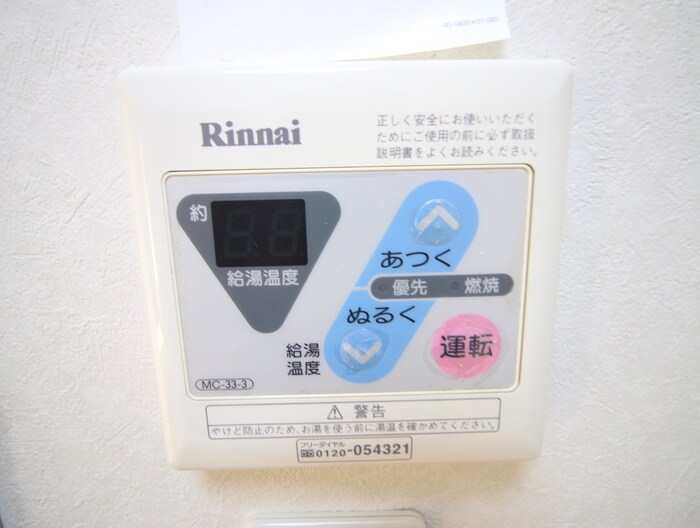 Rinnai
正しく安全にお使いいただく
ためにご使用の前に必ず取扱
説明書をよくお読みください。
約
給湯温度
あつく
優先 燃焼
ぬるく
給湯
温度
運転
MC-33-3
⚠ 警告
やけど防止のため、お湯を使う前に湯温を確かめてください。
フリーダイヤル
0120-054321